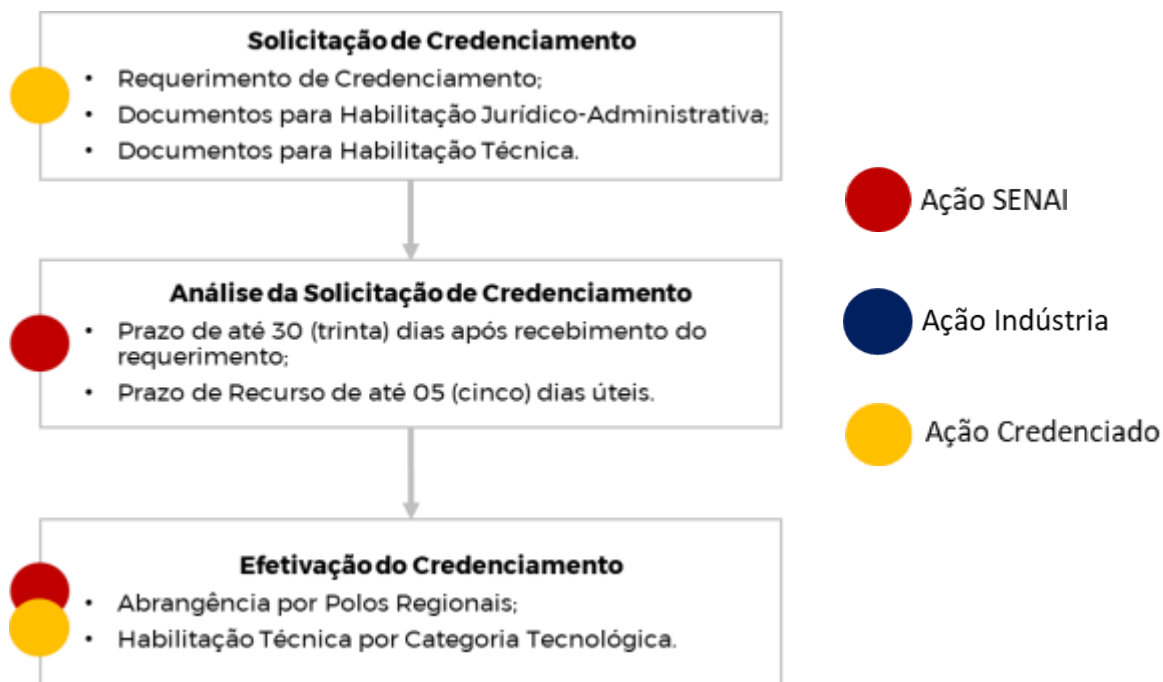 Solicitação de Credenciamento
• Requerimento de Credenciamento;
• Documentos para Habilitação Jurídico-Administrativa;
• Documentos para Habilitação Técnica.
Análise da Solicitação de Credenciamento
• Prazo de até 30 (trinta) dias após recebimento do
requerimento;
• Prazo de Recurso de até 05 (cinco) dias úteis.
Efetivação do Credenciamento
• Abrangência por Polos Regionais;
• Habilitação Técnica por Categoria Tecnológica.
Ação SENAI
Ação Indústria
Ação Credenciado